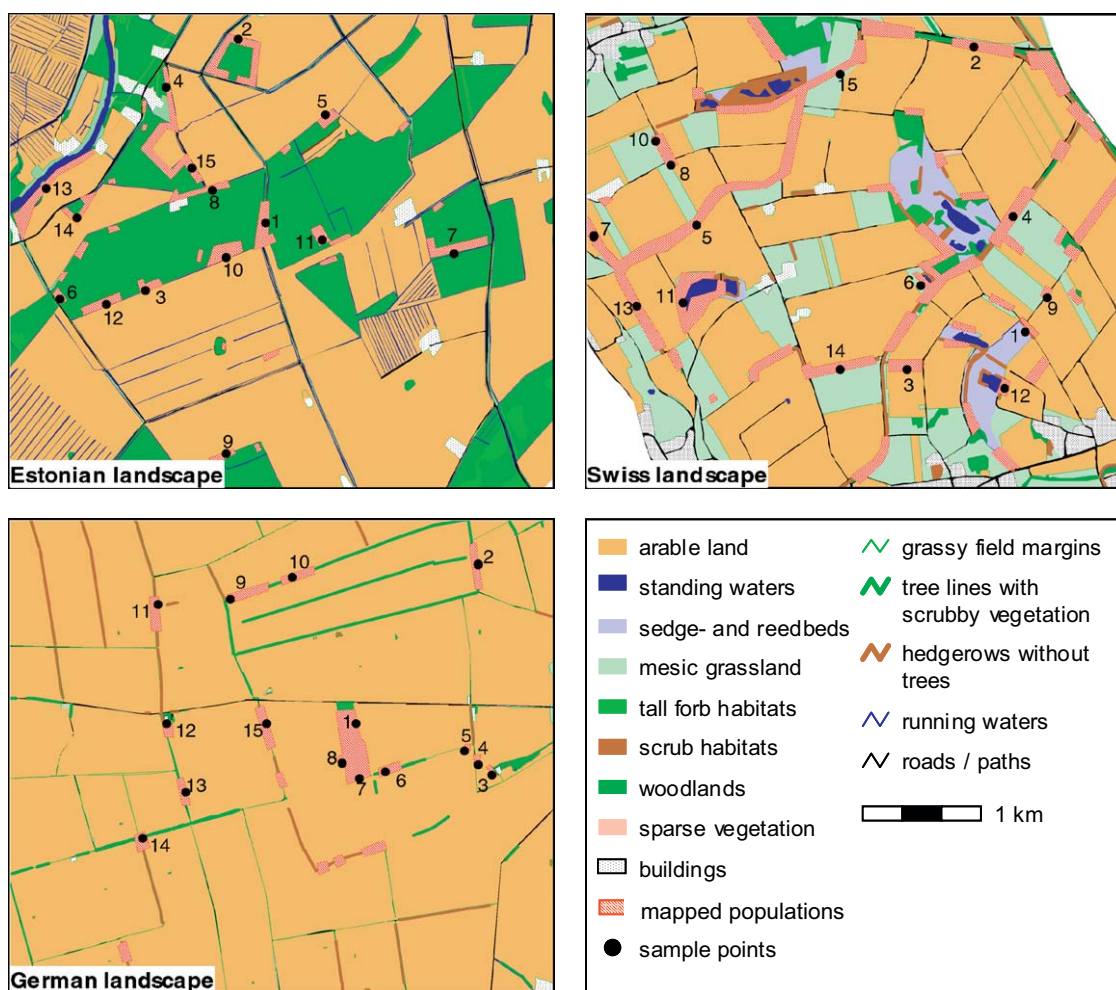 2
4
5
15
13
8
14
1
11
7
10
6
3
12
9
Estonian landscape
2
15
10
8
4
7
5
6
13
11
9
1
14
3
12
Swiss landscape
2
10
9
11
12
15
1
5
4
8
6
3
7
13
14
German landscape
arable land
standing waters
sedge- and reedbeds
mesic grassland
tall forb habitats
scrub habitats
woodlands
sparse vegetation
buildings
mapped populations
sample points
grassy field margins
tree lines with
scrubby vegetation
hedgerows without
trees
running waters
roads / paths
1 km